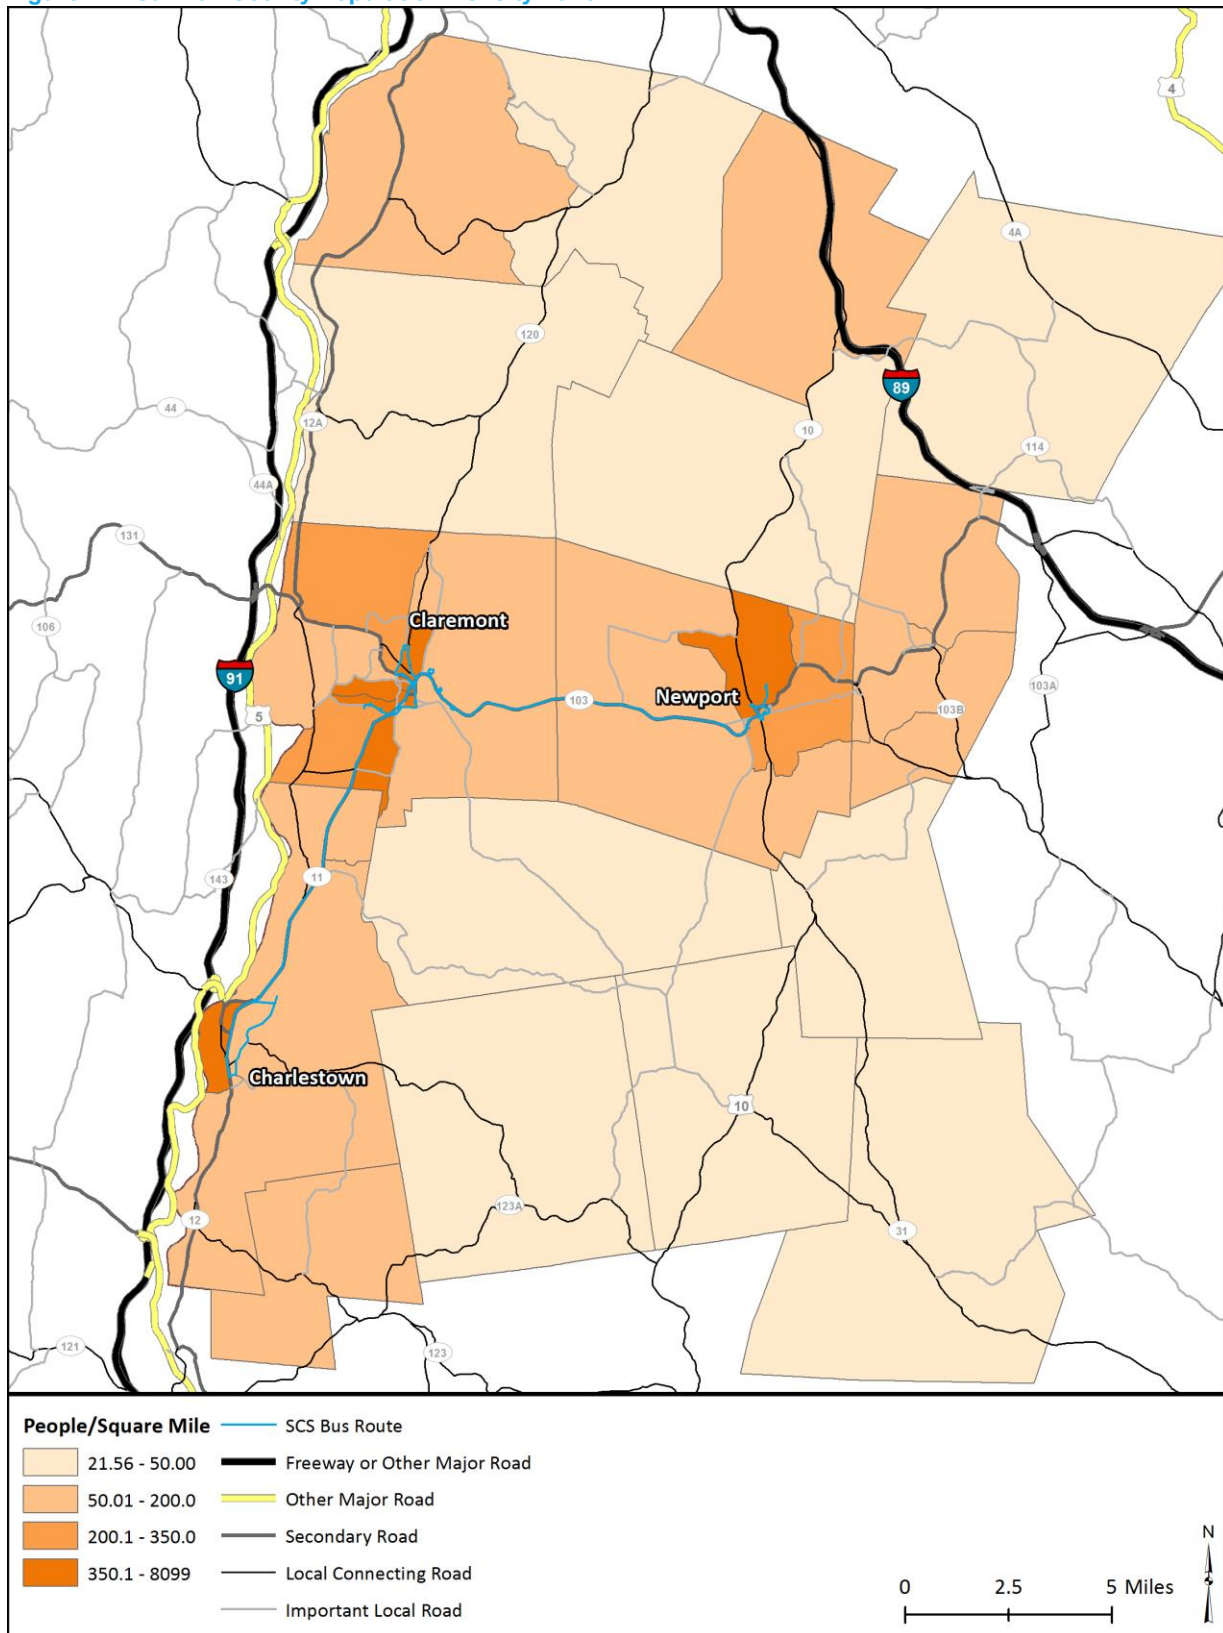 4
4A
120
89
12A
10
44
114
44A
131
106
Claremont
91
Newport
103
103A
5
103B
11
143
Charlestown
10
123A
12
31
121
123
People/Square Mile
21.56 - 50.00
50.01 - 200.0
200.1 - 350.0
350.1 - 8099
SCS Bus Route
Freeway or Other Major Road
Other Major Road
Secondary Road
Local Connecting Road
Important Local Road
N
0 2.5 5 Miles